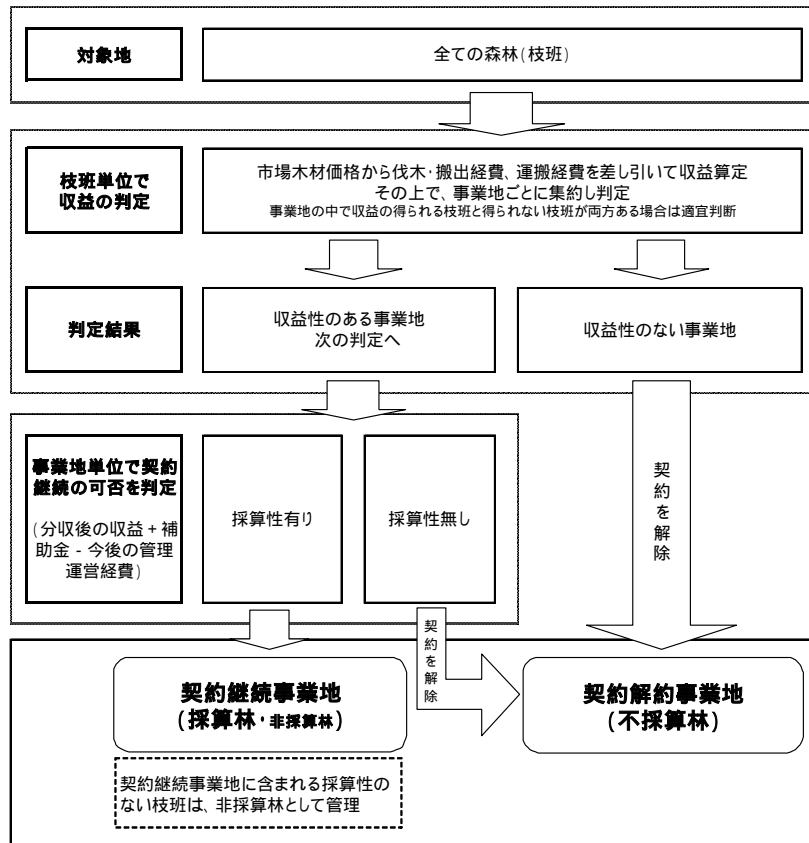 対象地
全ての森林(枝班)
枝班単位で
収益の判定
市場木材価格から伐木・搬出経費、運搬経費を差し引いて収益算定
その上で、事業地ごとに集約し判定
事業地の中で収益の得られる枝班と得られない枝班が両方ある場合は適宜判断
判定結果
収益性のある事業地
次の判定へ
収益性のない事業地
事業地単位で契約
継続の可否を判定
(分収後の収益+補
助金-今後の管理
運営経費)
採算性有り
採算性無し
契約を解除
契約を解除
契約継続事業地
(採算林・非採算林)
契約解約事業地
(不採算林)
契約継続事業地に含まれる採算性の
ない枝班は、非採算林として管理